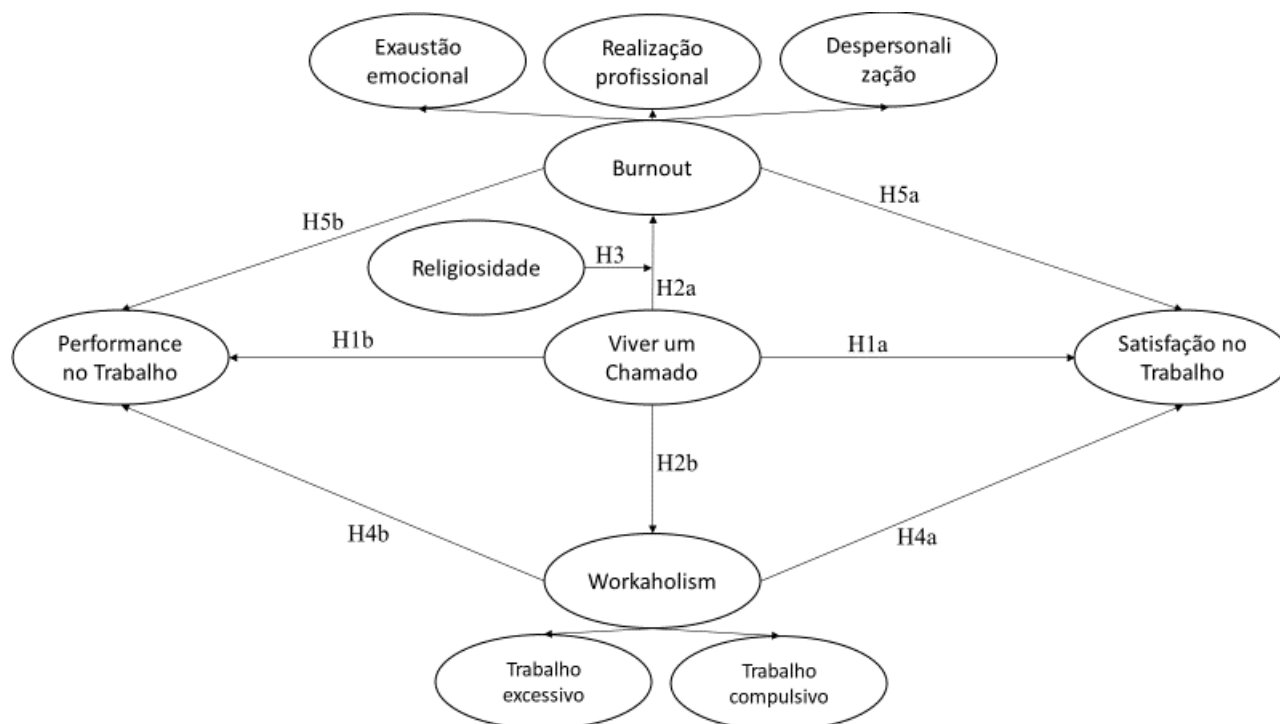 Exaustão
emocional
Realização
profissional
Despersonali
zação
Burnout
H5b
H5a
Religiosidade
H3
H2a
Performance
no Trabalho
H1b
Viver um
Chamado
H1a
Satisfação no
Trabalho
H2b
H4b
H4a
Workaholism
Trabalho
excessivo
Trabalho
compulsivo